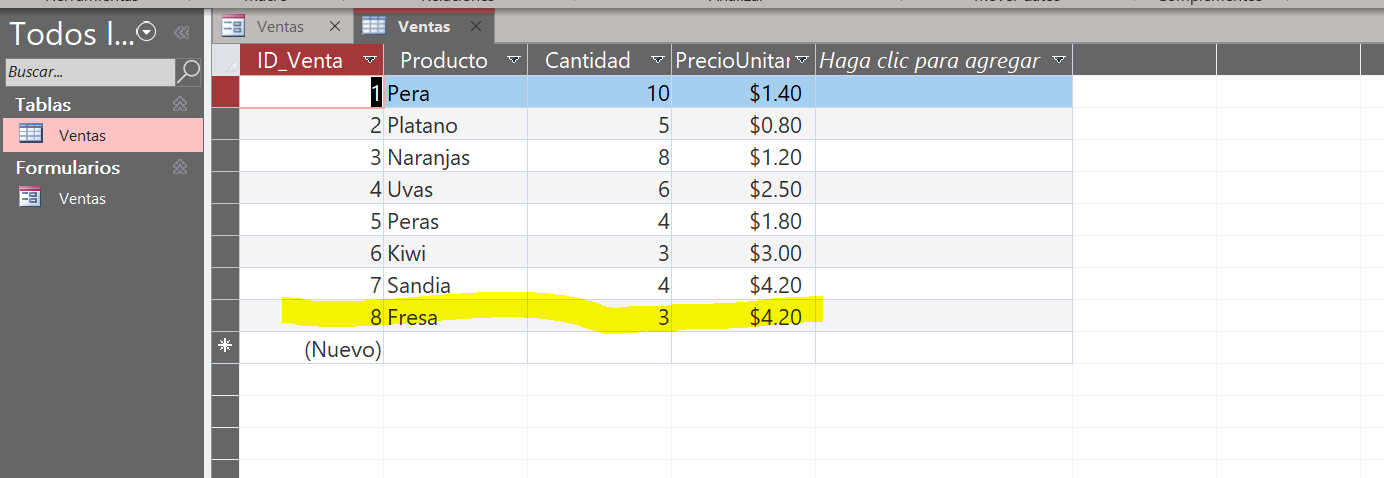 Todos l...
Buscar...
Tablas
Ventas
Formularios
Ventas
Ventas
Ventas
ID_Venta Producto Cantidad PrecioUnitar Haga clic para agregar
1 Pera 10 $1.40
2 Platano 5 $0.80
3 Naranjas 8 $1.20
4 Uvas 6 $2.50
5 Peras 4 $1.80
6 Kiwi 3 $3.00
7 Sandia 4 $4.20
8 Fresa 3 $4.20
(Nuevo)